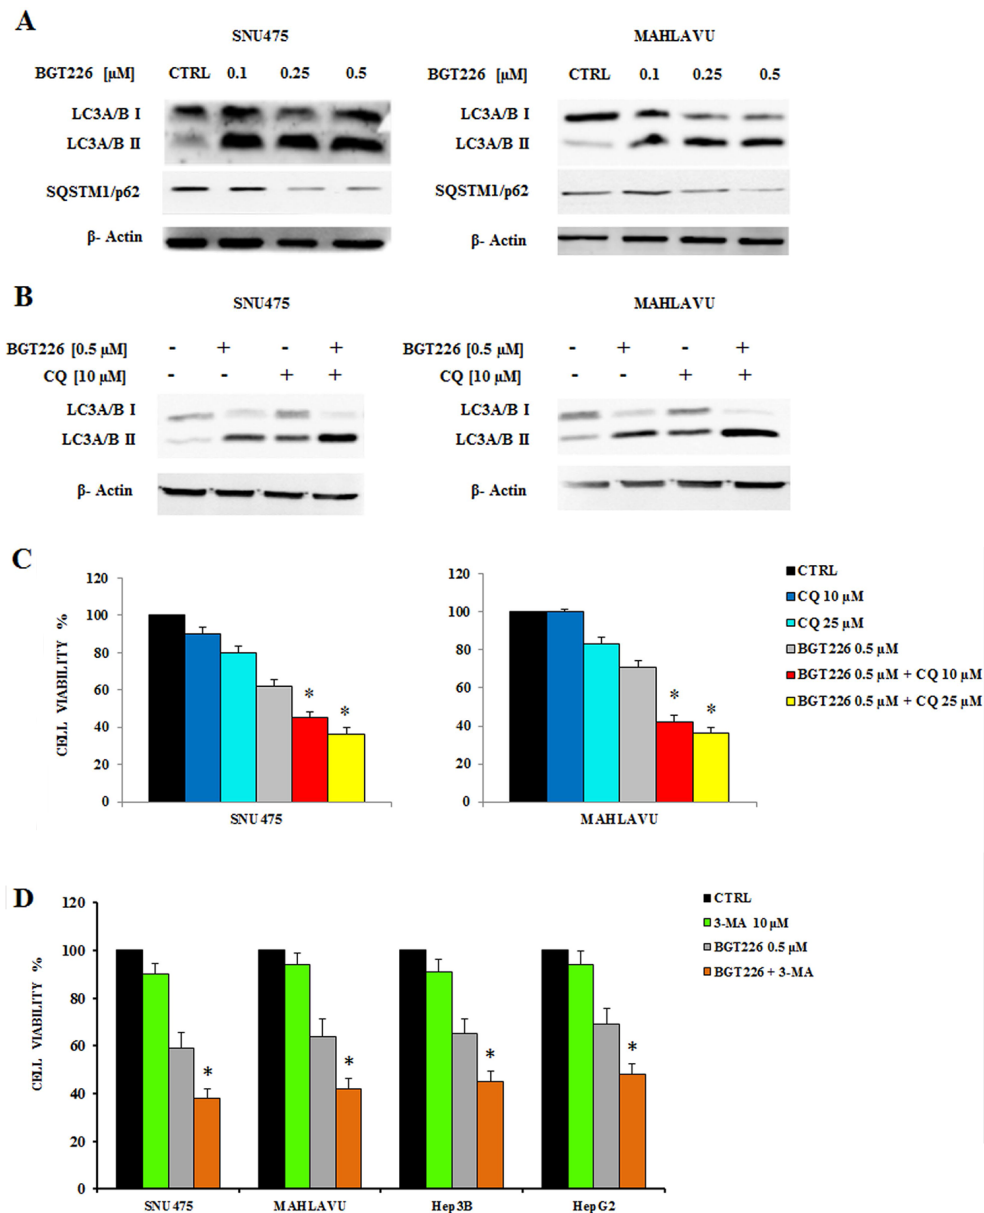 A
SNU475 MAHLAVU
BGT226 [µM] CTRL 0.1 0.25 0.5
LC3A/B I
LC3A/B II
SQSTM1/p62
β- Actin
BGT226 [µM] CTRL 0.1 0.25 0.5
LC3A/B I
LC3A/B II
SQSTM1/p62
β- Actin
B
SNU475 MAHLAVU
BGT226 [0.5 µM] - + - +
CQ [10 µM] - - + +
LC3A/B I
LC3A/B II
β- Actin
BGT226 [0.5 µM] - + - +
CQ [10 µM] - - + +
LC3A/B I
LC3A/B II
β- Actin
C
CELL VIABILITY %
120
100
80
60
40
20
0
* *
SNU475
CELL VIABILITY %
120
100
80
60
40
20
0
* *
MAHLAVU
CTRL
CQ 10 µM
CQ 25 µM
BGT226 0.5 µM
BGT226 0.5 µM + CQ 10 µM
BGT226 0.5 µM + CQ 25 µM
D
CELL VIABILITY %
120
100
80
60
40
20
0
* * * *
SNU475 MAHLAVU Hep3B HepG2
CTRL
3-MA 10 µM
BGT226 0.5 µM
BGT226 + 3-MA